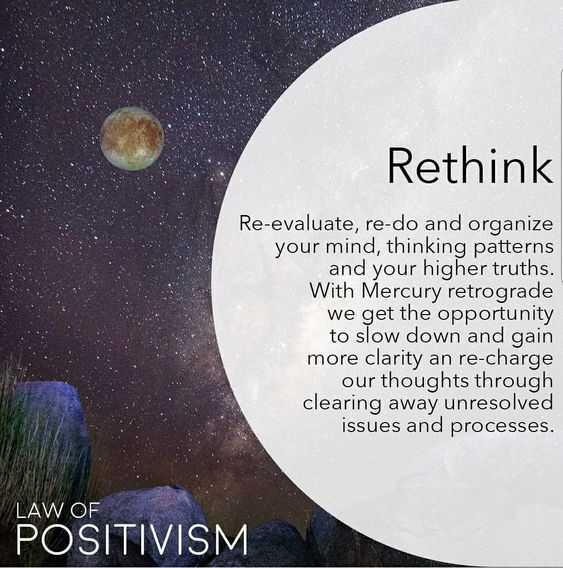 Rethink
Re-evaluate, re-do and organize
your mind, thinking patterns
and your higher truths.
With Mercury retrograde
we get the opportunity
to slow down and gain
more clarity an re-charge
our thoughts through
clearing away unresolved
issues and processes.
LAW OF
POSITIVISM